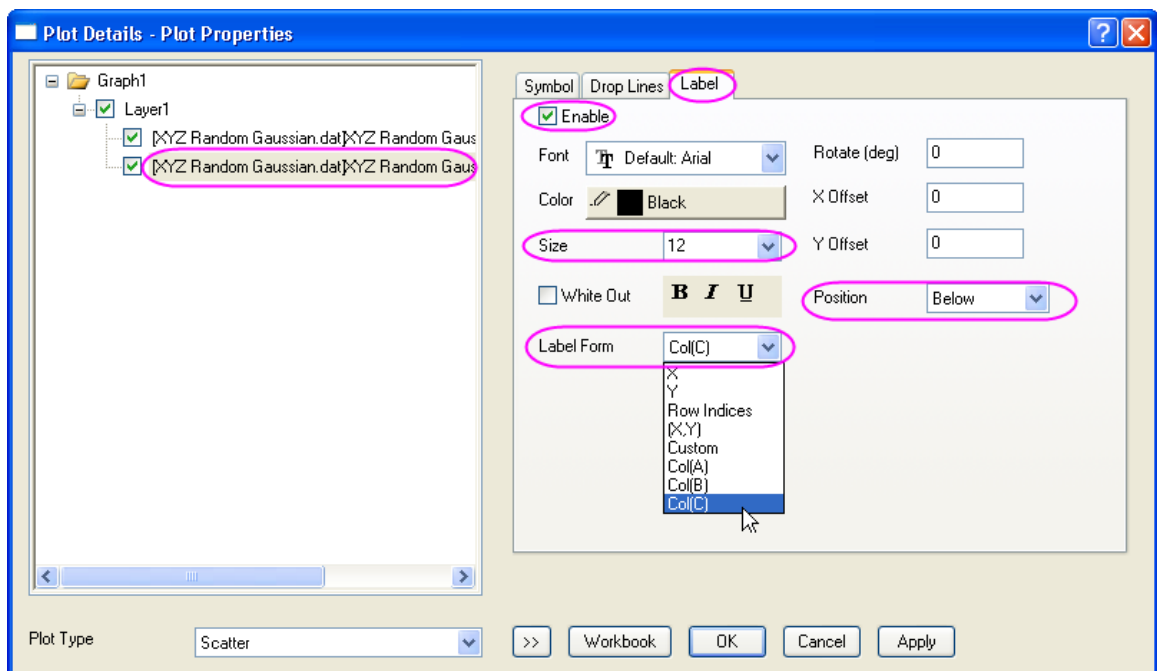 Plot Details - Plot Properties
Graph1
Layer1
[XYZ Random Gaussian.dat]XYZ Random Gaus
[XYZ Random Gaussian.dat]XYZ Random Gaus
Symbol Drop Lines Label
Enable
Font Default: Arial Rotate (deg) 0
Color Black X Offset 0
Size 12 Y Offset 0
White Out B I U Position Below
Label Form Col(C)
X
Y
Row Indices
(X,Y)
Custom
Col(A)
Col(B)
Col(C)
Plot Type Scatter >> Workbook OK Cancel Apply